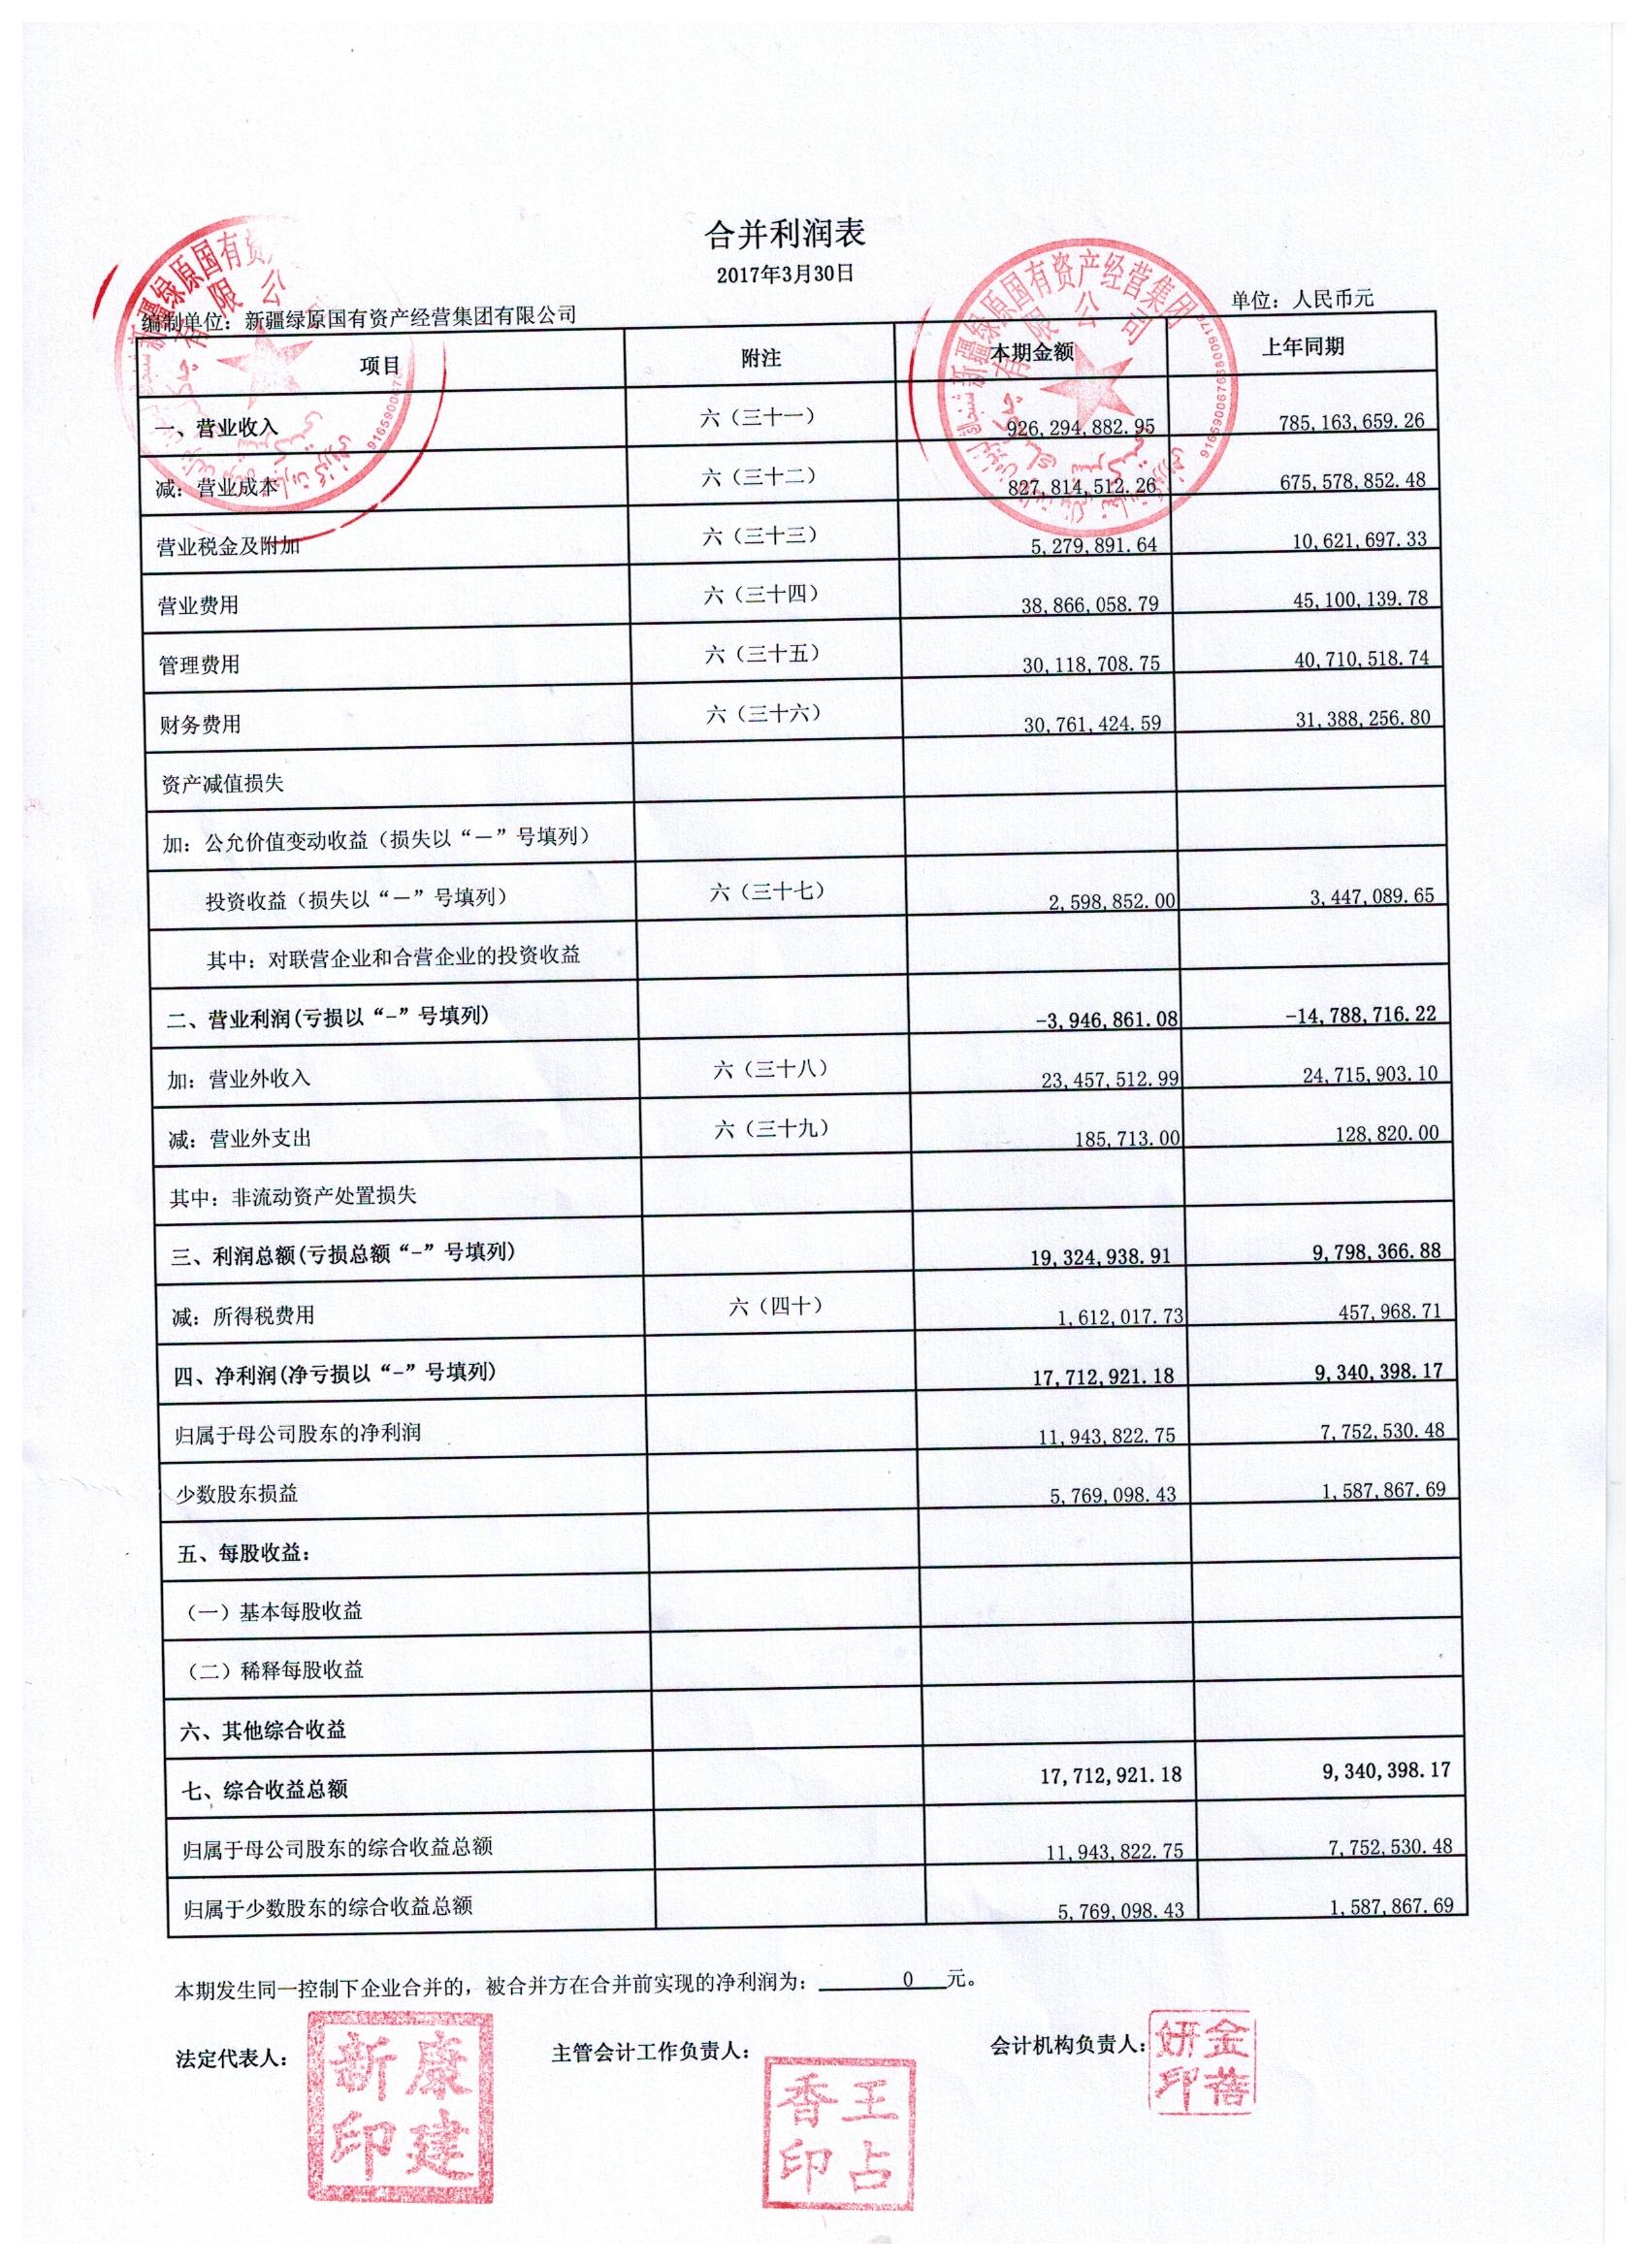 合并利润表
2017年3月30日
编制单位：新疆绿原国有资产经营集团有限公司 单位：人民币元
项目 附注 本期金额 上年同期
一、营业收入 六（三十一） 926,294,882.95 785,163,659.26
减：营业成本 六（三十二） 827,814,512.26 675,578,852.48
营业税金及附加 六（三十三） 5,279,891.64 10,621,697.33
营业费用 六（三十四） 38,866,058.79 45,100,139.78
管理费用 六（三十五） 30,118,708.75 40,710,518.74
财务费用 六（三十六） 30,761,424.59 31,388,256.80
资产减值损失
加：公允价值变动收益（损失以“－”号填列）
投资收益（损失以“－”号填列） 六（三十七） 2,598,852.00 3,447,089.65
其中：对联营企业和合营企业的投资收益
二、营业利润(亏损以“-”号填列) -3,946,861.08 -14,788,716.22
加：营业外收入 六（三十八） 23,457,512.99 24,715,903.10
减：营业外支出 六（三十九） 185,713.00 128,820.00
其中：非流动资产处置损失
三、利润总额(亏损总额“-”号填列) 19,324,938.91 9,798,366.88
减：所得税费用 六（四十） 1,612,017.73 457,968.71
四、净利润(净亏损以“-”号填列) 17,712,921.18 9,340,398.17
归属于母公司股东的净利润 11,943,822.75 7,752,530.48
少数股东损益 5,769,098.43 1,587,867.69
五、每股收益：
（一）基本每股收益
（二）稀释每股收益
六、其他综合收益
七、综合收益总额 17,712,921.18 9,340,398.17
归属于母公司股东的综合收益总额 11,943,822.75 7,752,530.48
归属于少数股东的综合收益总额 5,769,098.43 1,587,867.69
本期发生同一控制下企业合并的，被合并方在合并前实现的净利润为： 0 元。
法定代表人： 主管会计工作负责人： 会计机构负责人：
康建新印
王占香印
新疆绿原国有资产经营集团
有限公司